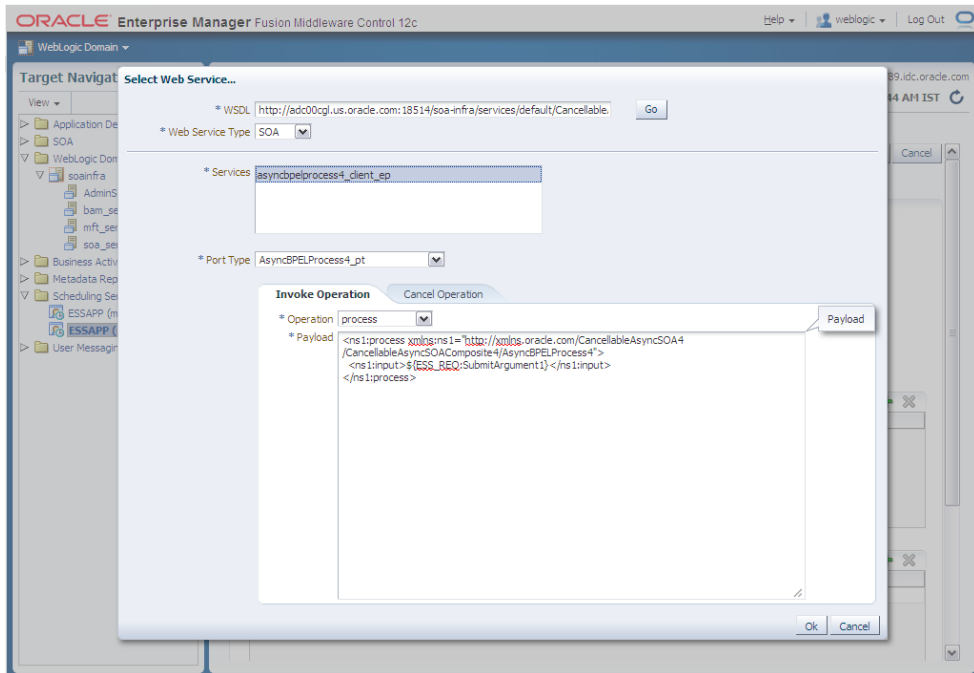 ORACLE Enterprise Manager Fusion Middleware Control 12c
Help
weblogic
Log Out
WebLogic Domain
Target Navigat
89.idc.oracle.com
View
44 AM IST
Application De
SOA
WebLogic Dom
soainfra
AdminS
bam_se
mft_ser
soa_se
Business Activ
Metadata Rep
Scheduling Se
ESSAPP (m
ESSAPP (
User Messagin
Cancel
Select Web Service...
* WSDL http://adc00cgl.us.oracle.com:18514/soa-infra/services/default/Cancellable.
Go
* Web Service Type SOA
* Services asyncbpelprocess4_client_ep
* Port Type AsyncBPELProcess4_pt
Invoke Operation Cancel Operation
* Operation process
Payload
* Payload <ns1:process xmlns:ns1="http://xmlns.oracle.com/CancellableAsyncSOA4
/CancellableAsyncSOAComposite4/AsyncBPELProcess4">
<ns1:input>${ESS_REQ:SubmitArgument1}</ns1:input>
</ns1:process>
Ok Cancel